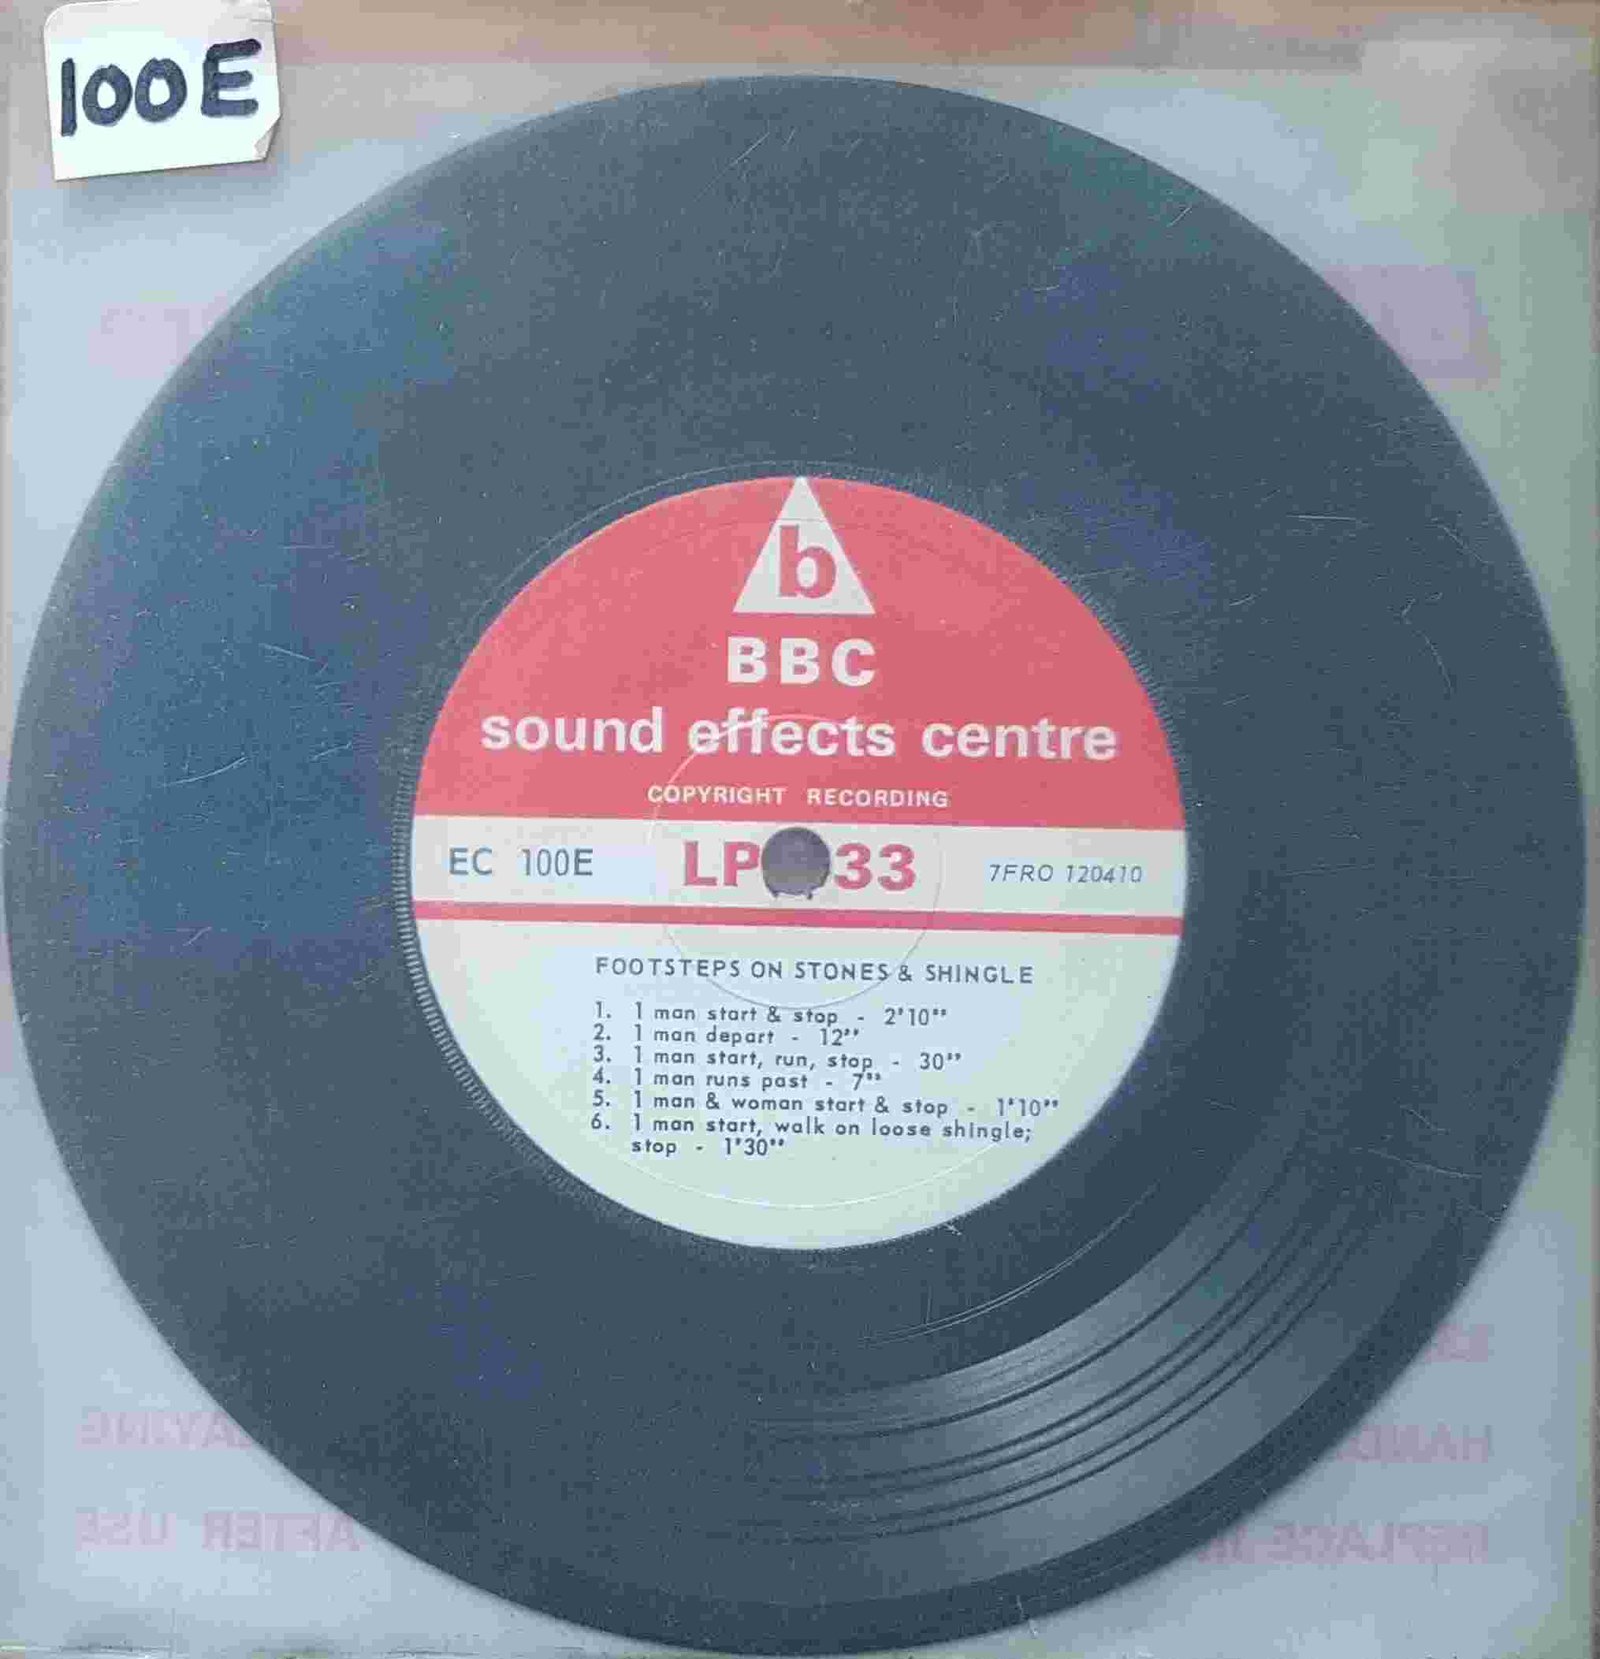 100E
b
BBC
sound effects centre
COPYRIGHT RECORDING
EC 100E LP 33 7FRO 120410
FOOTSTEPS ON STONES & SHINGLE
1. 1 man start & stop - 2'10"
2. 1 man depart - 12"
3. 1 man start, run, stop - 30"
4. 1 man runs past - 7"
5. 1 man & woman start & stop - 1'10"
6. 1 man start, walk on loose shingle;
stop - 1'30"
AFTER USE